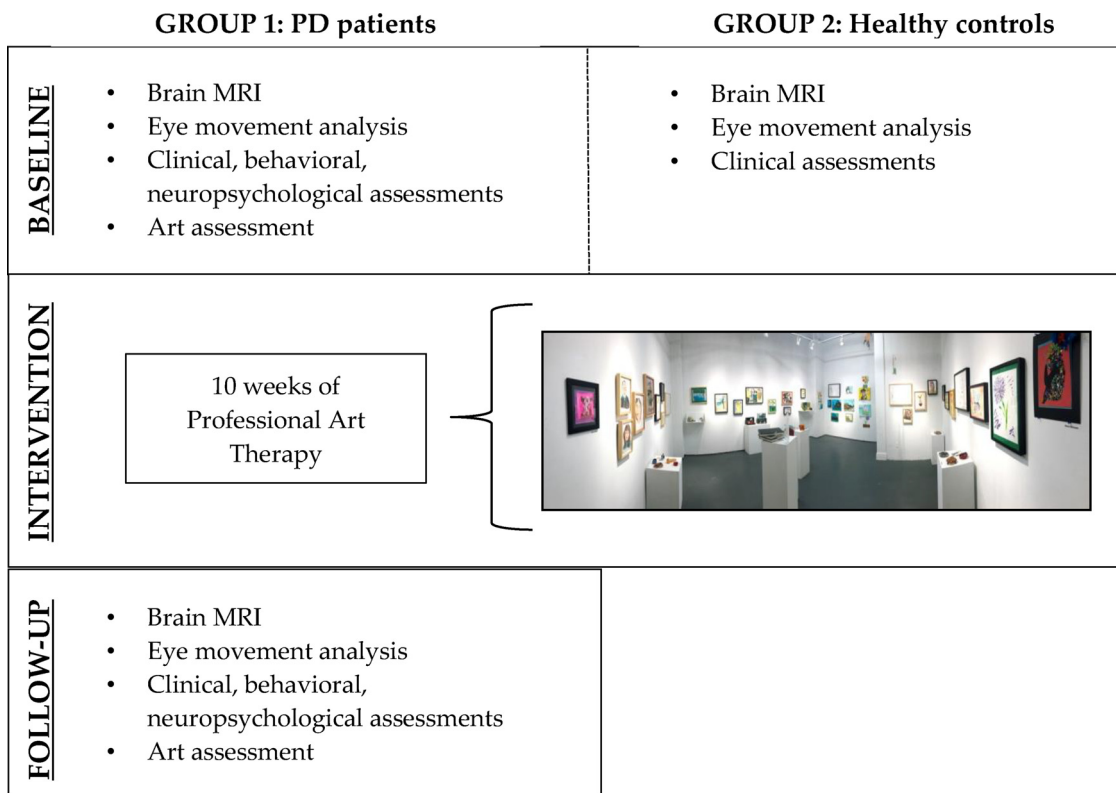 GROUP 1: PD patients
GROUP 2: Healthy controls
BASELINE
• Brain MRI
• Eye movement analysis
• Clinical, behavioral,
neuropsychological assessments
• Art assessment
• Brain MRI
• Eye movement analysis
• Clinical assessments
INTERVENTION
10 weeks of
Professional Art
Therapy
FOLLOW-UP
• Brain MRI
• Eye movement analysis
• Clinical, behavioral,
neuropsychological assessments
• Art assessment